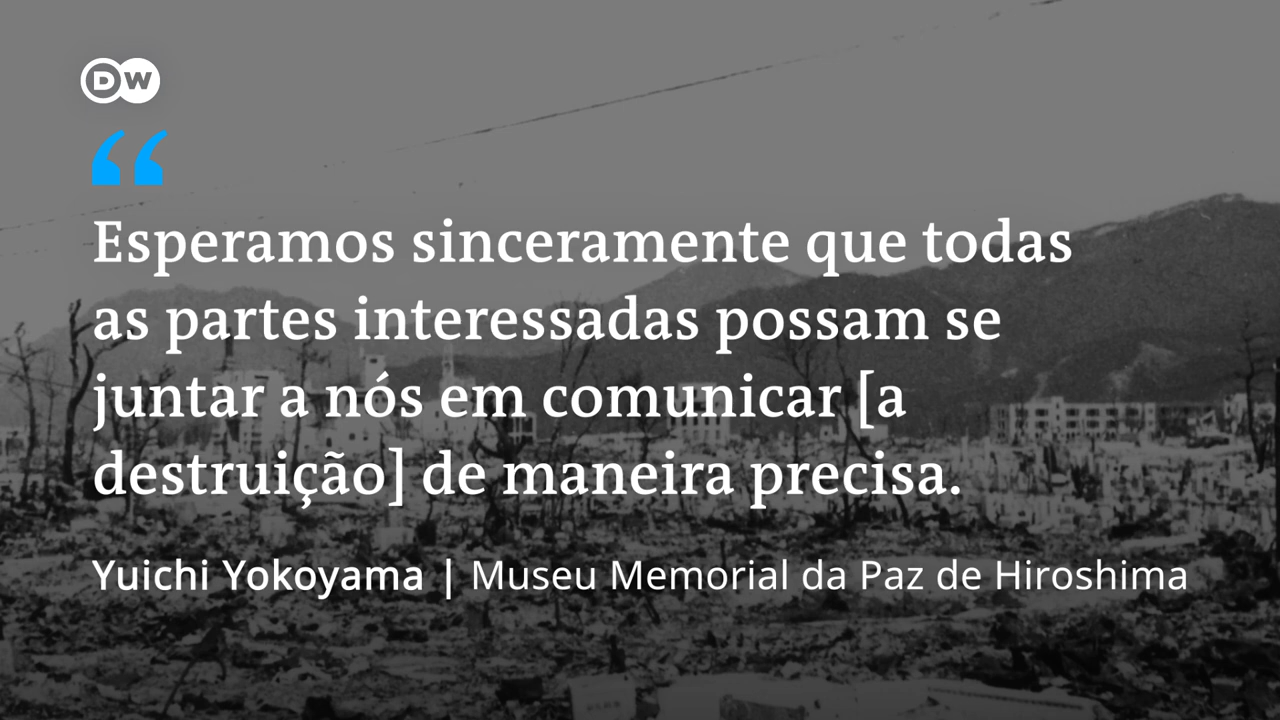 DW
“
Esperamos sinceramente que todas
as partes interessadas possam se
juntar a nós em comunicar [a
destruição] de maneira precisa.
Yuichi Yokoyama | Museu Memorial da Paz de Hiroshima